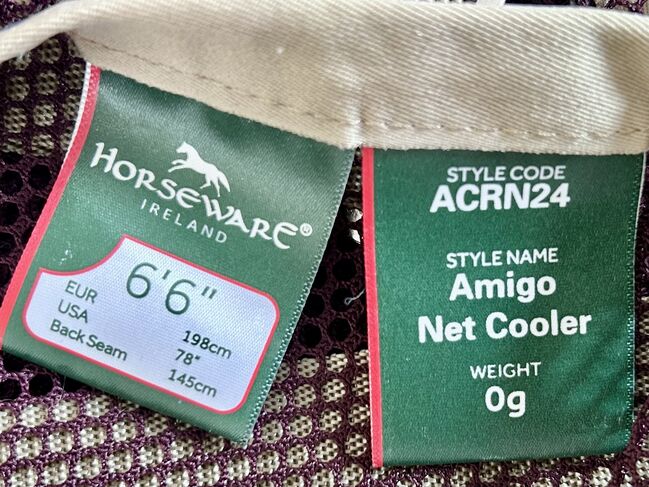 HORSEWARE®
IRELAND
6'6"
EUR 198cm
USA 78"
Back Seam 145cm
STYLE CODE
ACRN24
STYLE NAME
Amigo
Net Cooler
WEIGHT
0g